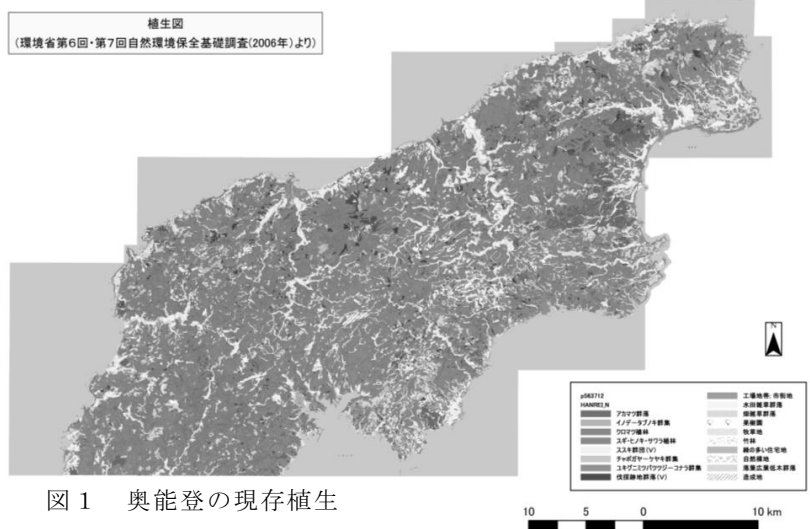 植生図
(環境省第6回・第7回自然環境保全基礎調査(2006年)より)
N
p563712
HANREI_N
アカマツ群落
イノデータブノキ群集
クロマツ植林
スギ・ヒノキ・サワラ植林
ススキ群団(V)
チャボガヤーケヤキ群集
ユキグニミツバツツジーコナラ群集
伐採跡地群落(V)
工場地帯; 市街地
水田雑草群落
畑雑草群落
果樹園
牧草地
竹林
緑の多い住宅地
自然裸地
落葉広葉低木群落
造成地
図1 奥能登の現存植生
10 5 0 10 km